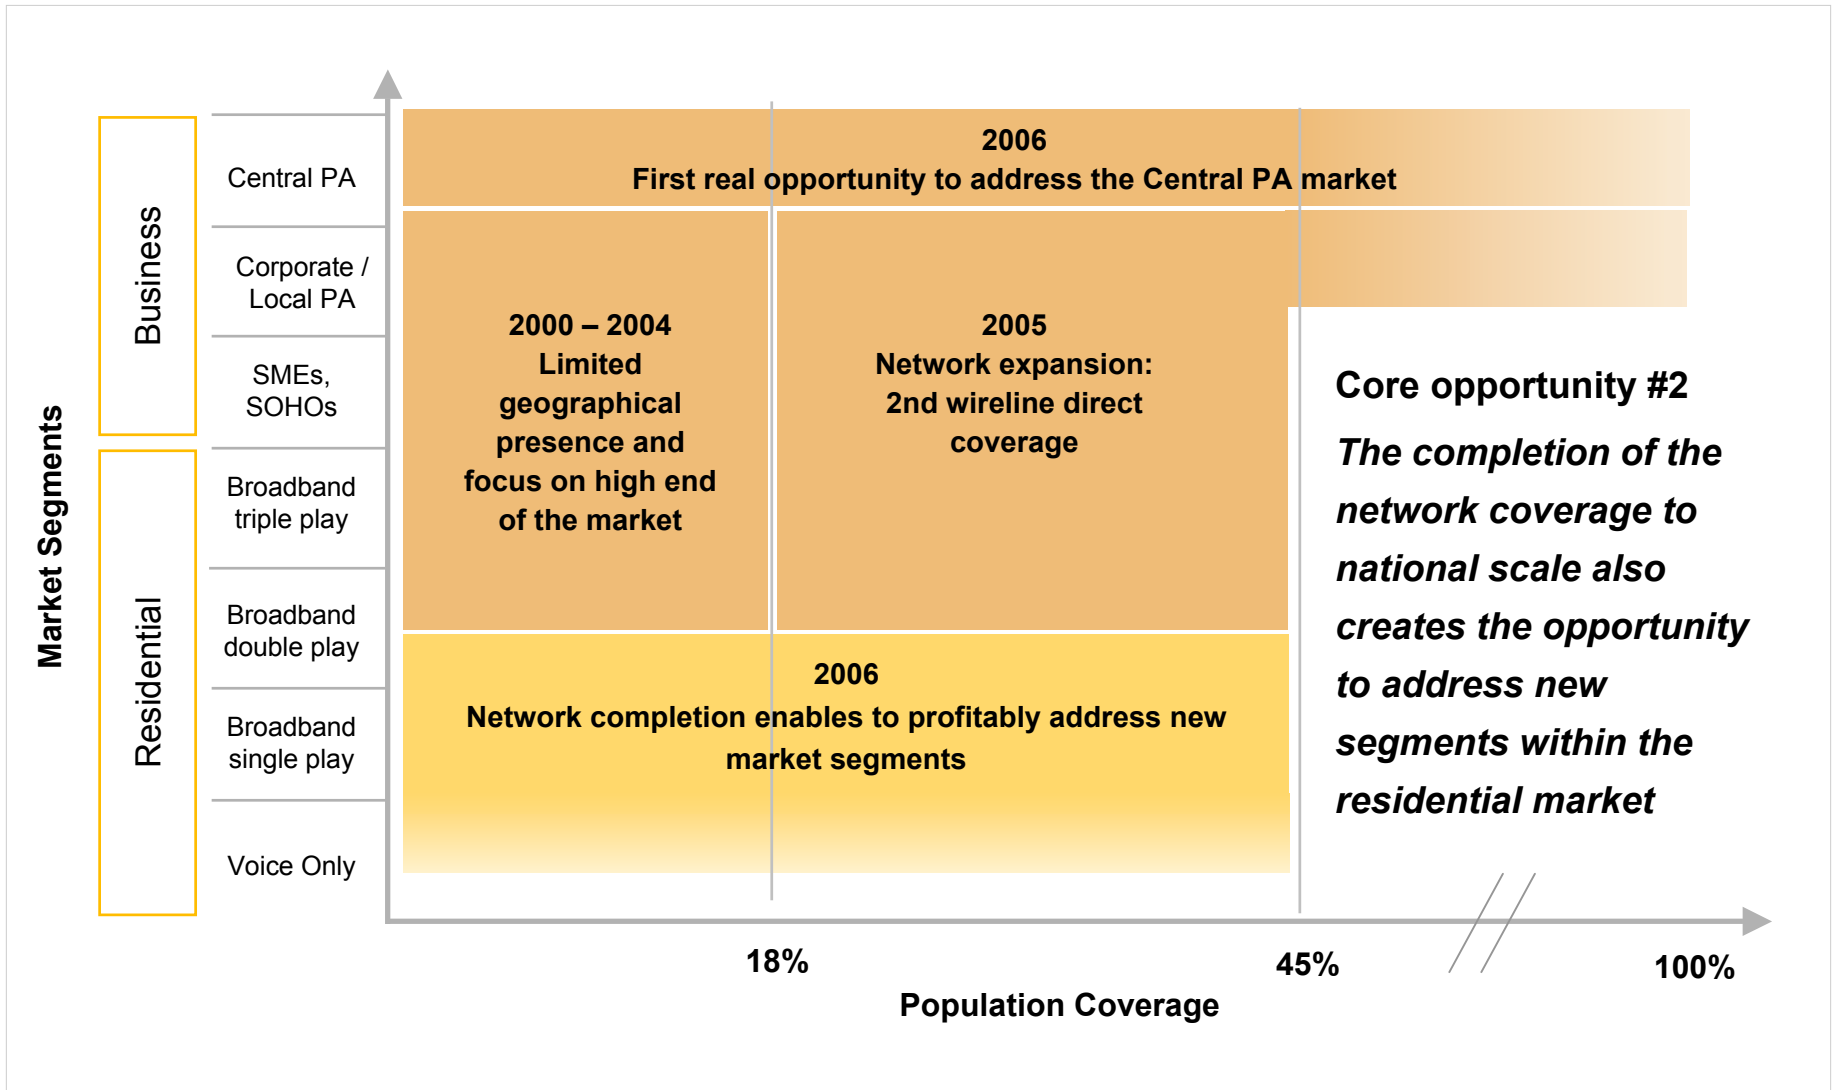 Market Segments
Business
Residential
Central PA
Corporate /
Local PA
SMEs,
SOHOs
Broadband
triple play
Broadband
double play
Broadband
single play
Voice Only
2006
First real opportunity to address the Central PA market
2000 – 2004
Limited
geographical
presence and
focus on high end
of the market
2005
Network expansion:
2nd wireline direct
coverage
2006
Network completion enables to profitably address new
market segments
Core opportunity #2
The completion of the
network coverage to
national scale also
creates the opportunity
to address new
segments within the
residential market
18%
45%
100%
Population Coverage